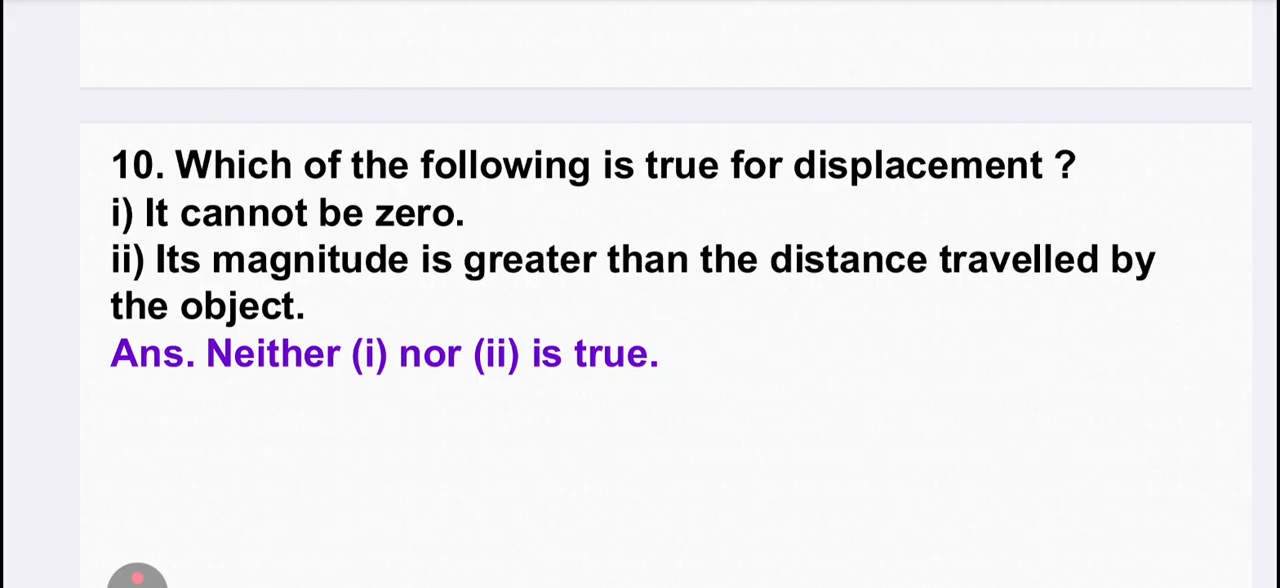 10. Which of the following is true for displacement ?
i) It cannot be zero.
ii) Its magnitude is greater than the distance travelled by
the object.
Ans. Neither (i) nor (ii) is true.